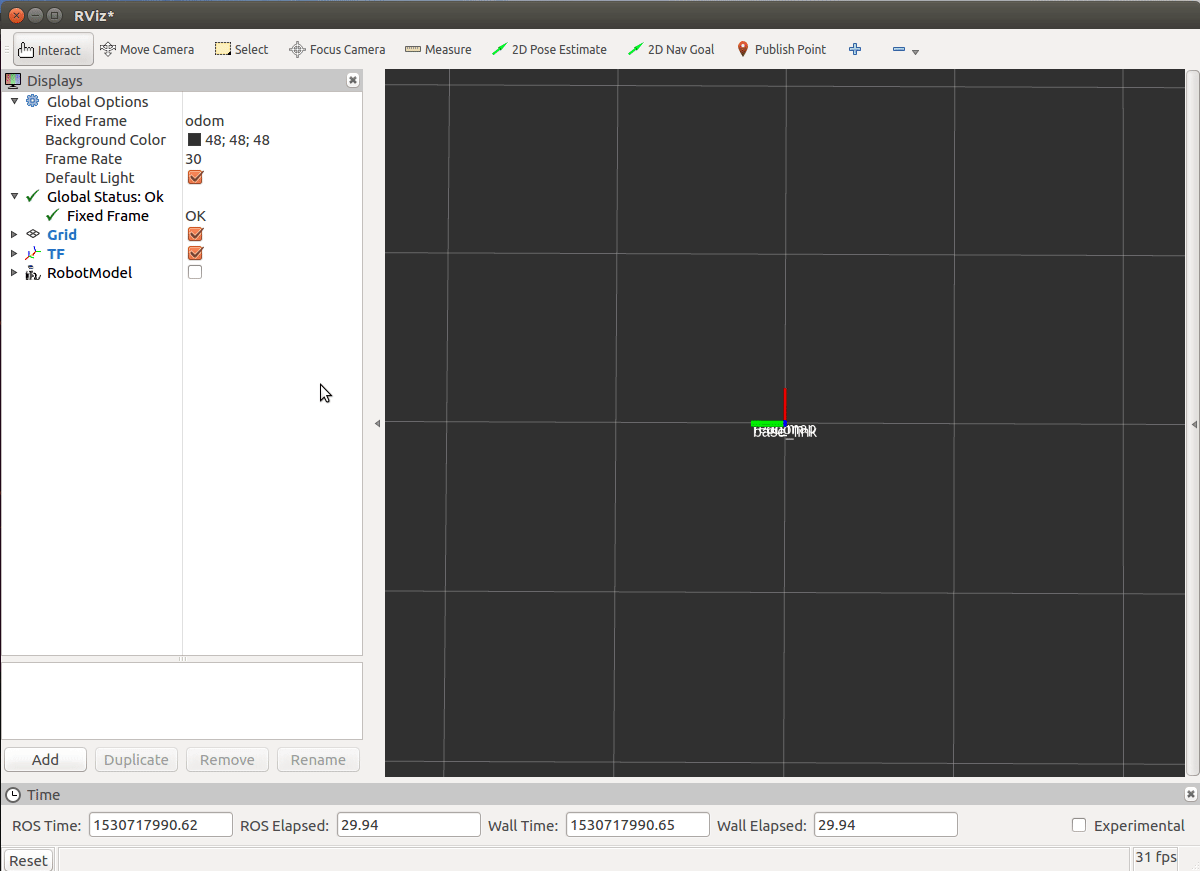 RViz*
Interact Move Camera Select Focus Camera Measure 2D Pose Estimate 2D Nav Goal Publish Point
Displays
Global Options
Fixed Frame odom
Background Color 48; 48; 48
Frame Rate 30
Default Light
Global Status: Ok
Fixed Frame OK
Grid
TF
RobotModel
map
base_link
Add Duplicate Remove Rename
Time
ROS Time: 1530717990.62 ROS Elapsed: 29.94 Wall Time: 1530717990.65 Wall Elapsed: 29.94 Experimental
Reset 31 fps